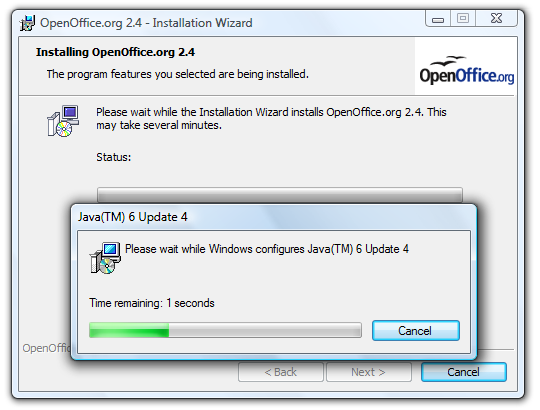 OpenOffice.org 2.4 - Installation Wizard
Installing OpenOffice.org 2.4
The program features you selected are being installed.
OpenOffice.org
Please wait while the Installation Wizard installs OpenOffice.org 2.4. This
may take several minutes.
Status:
Java(TM) 6 Update 4
Please wait while Windows configures Java(TM) 6 Update 4
Time remaining: 1 seconds
Cancel
OpenOffic
< Back
Next >
Cancel